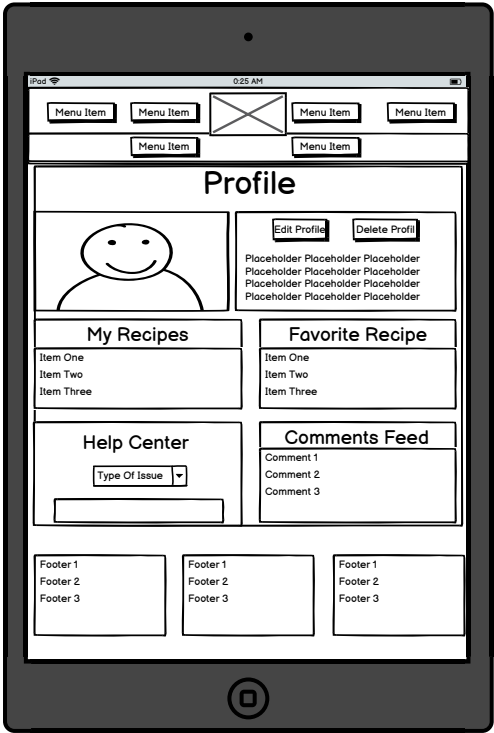 iPad 0:25 AM
Menu Item Menu Item Menu Item Menu Item
Menu Item Menu Item
Profile
Edit Profile Delete Profil
Placeholder Placeholder Placeholder
Placeholder Placeholder Placeholder
Placeholder Placeholder Placeholder
Placeholder Placeholder Placeholder
My Recipes
Item One
Item Two
Item Three
Favorite Recipe
Item One
Item Two
Item Three
Help Center
Type Of Issue
Comments Feed
Comment 1
Comment 2
Comment 3
Footer 1
Footer 2
Footer 3
Footer 1
Footer 2
Footer 3
Footer 1
Footer 2
Footer 3